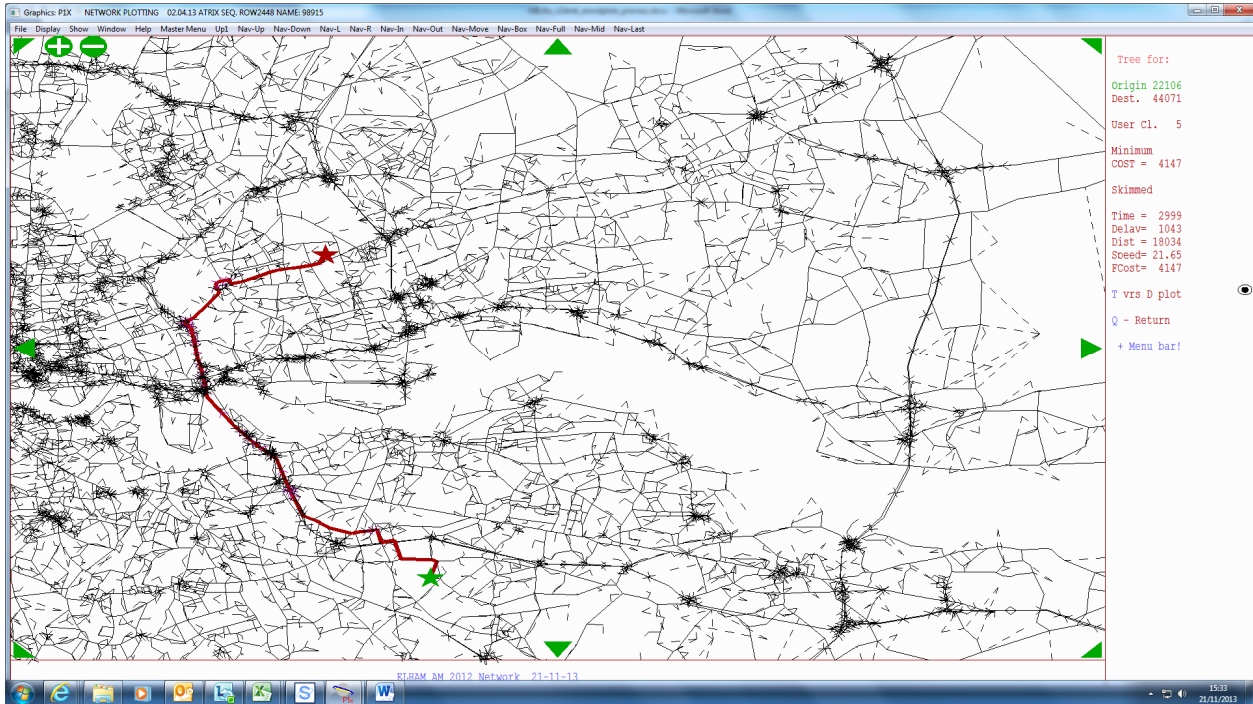 Graphics: P1X NETWORK PLOTTING 02.04.13 ATRIX SEQ. ROW2448 NAME: 98915
File Display Show Window Help Master Menu Up1 Nav-Up Nav-Down Nav-L Nav-R Nav-In Nav-Out Nav-Move Nav-Box Nav-Full Nav-Mid Nav-Last
Tree for:
Origin 22106
Dest. 44071
User Cl. 5
Minimum
COST = 4147
Skimmed
Time = 2999
Delay= 1043
Dist = 18034
Speed= 21.65
FCost= 4147
T vrs D plot
Q - Return
+ Menu bar!
ELHAM AM 2012 Network 21-11-13
15:33
21/11/2013